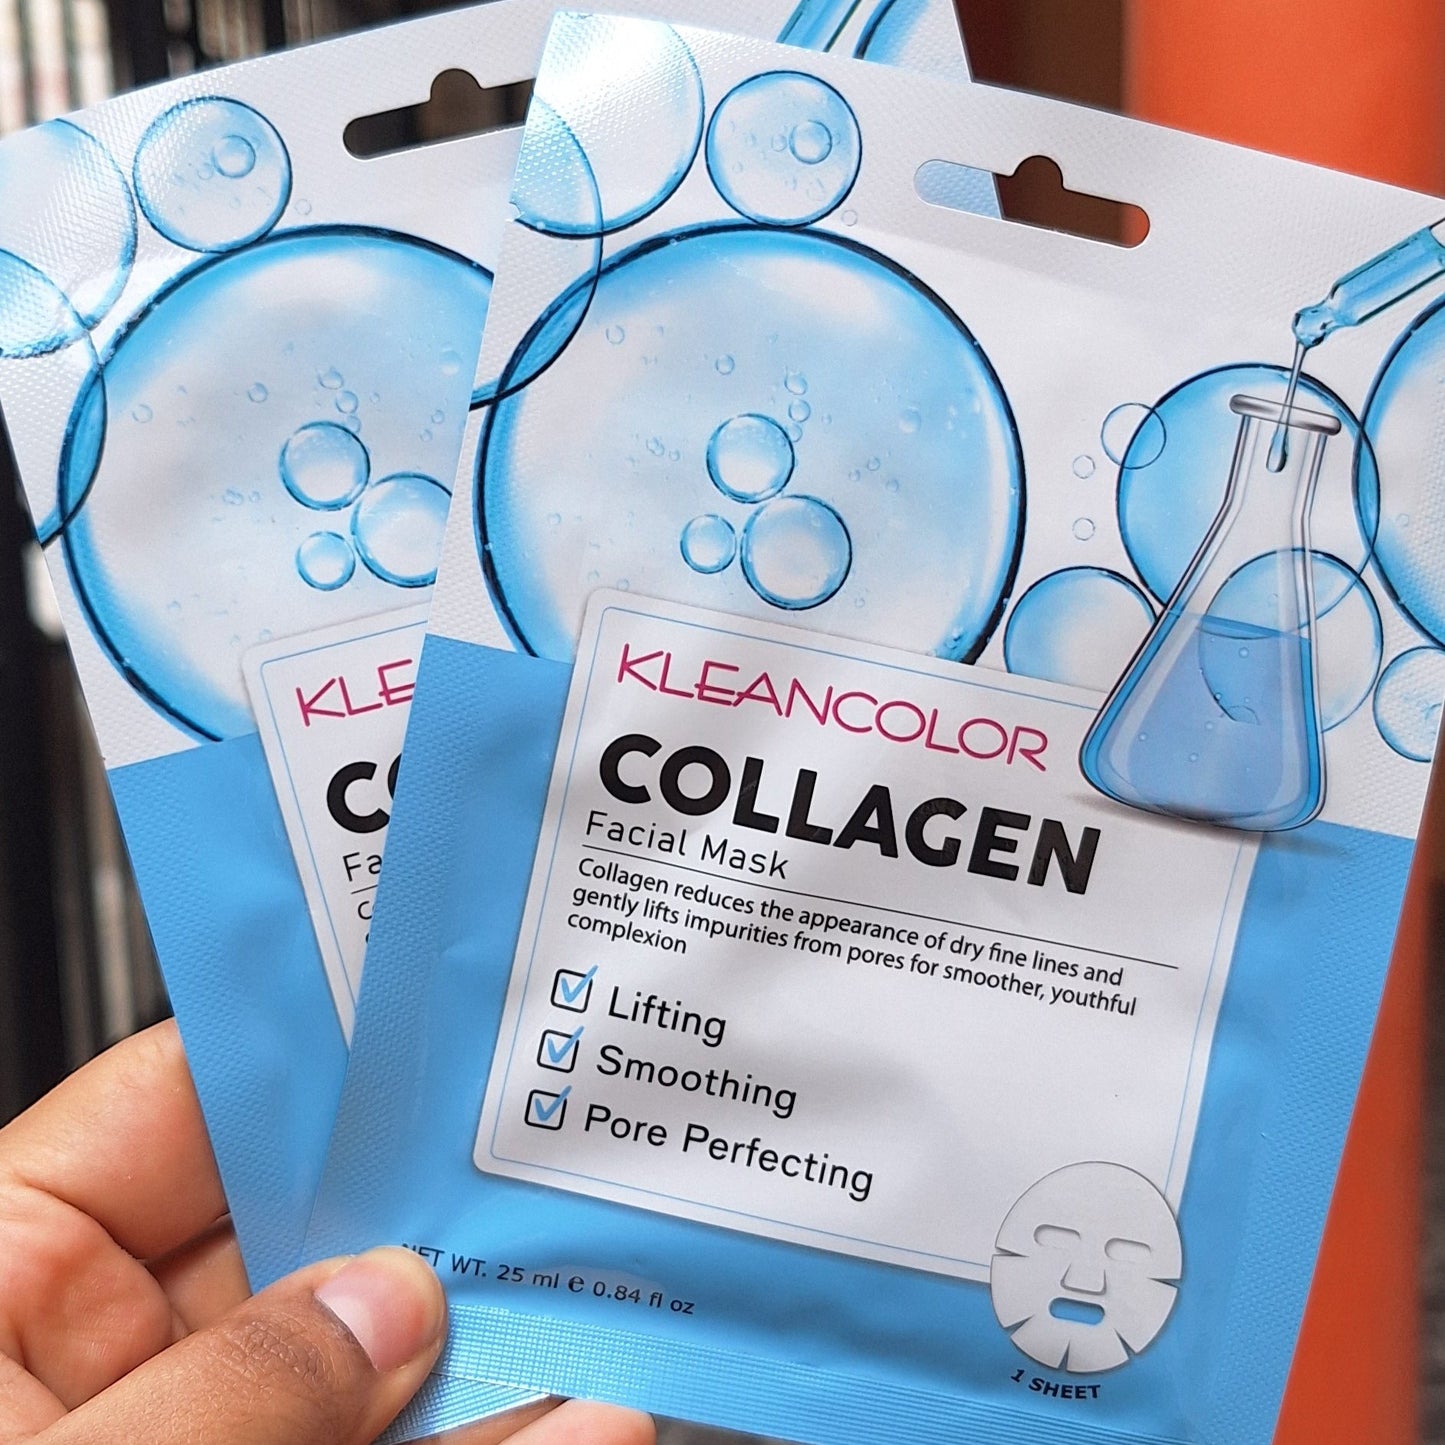 KLEANCOLOR
COLLAGEN
Facial Mask
Collagen reduces the appearance of dry fine lines and
gently lifts impurities from pores for smoother, youthful
complexion
Lifting
Smoothing
Pore Perfecting
NET WT. 25 ml e 0.84 fl oz
1 SHEET
KLE
CO
Fa